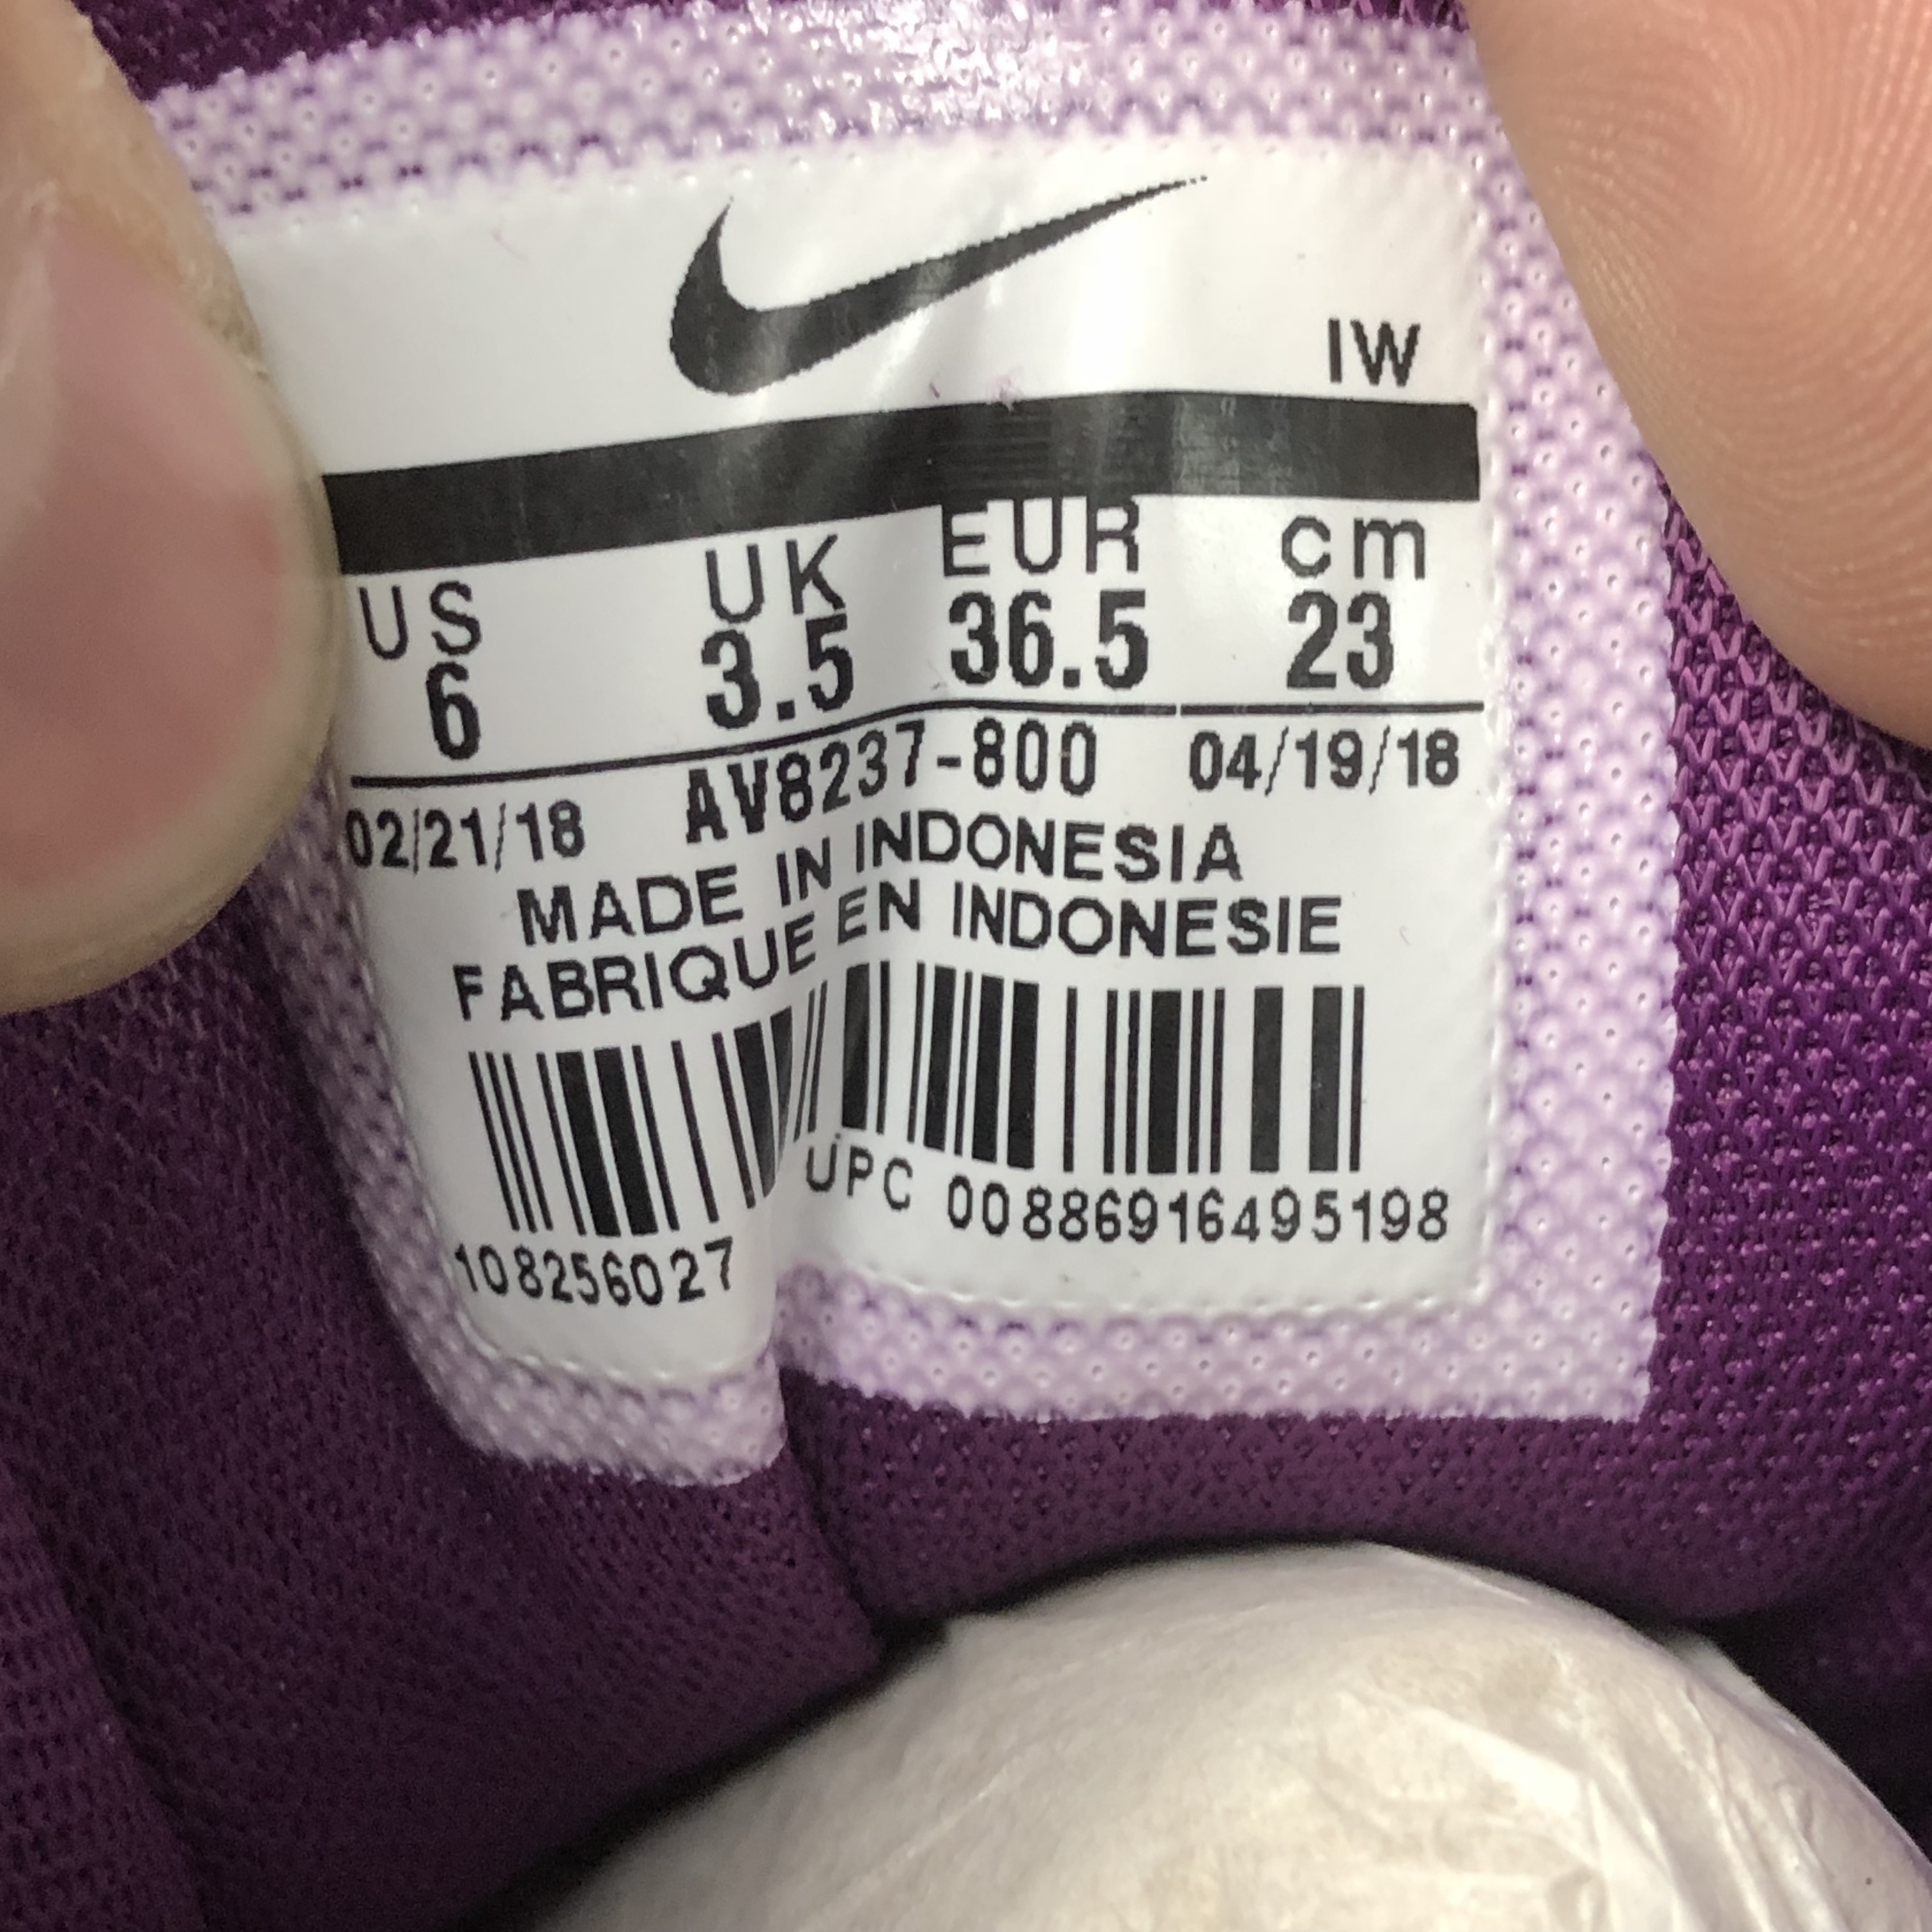 IW
US UK EUR cm
6 3.5 36.5 23
02/21/18 AV8237-800 04/19/18
MADE IN INDONESIA
FABRIQUE EN INDONESIE
108256027 UPC 00886916495198